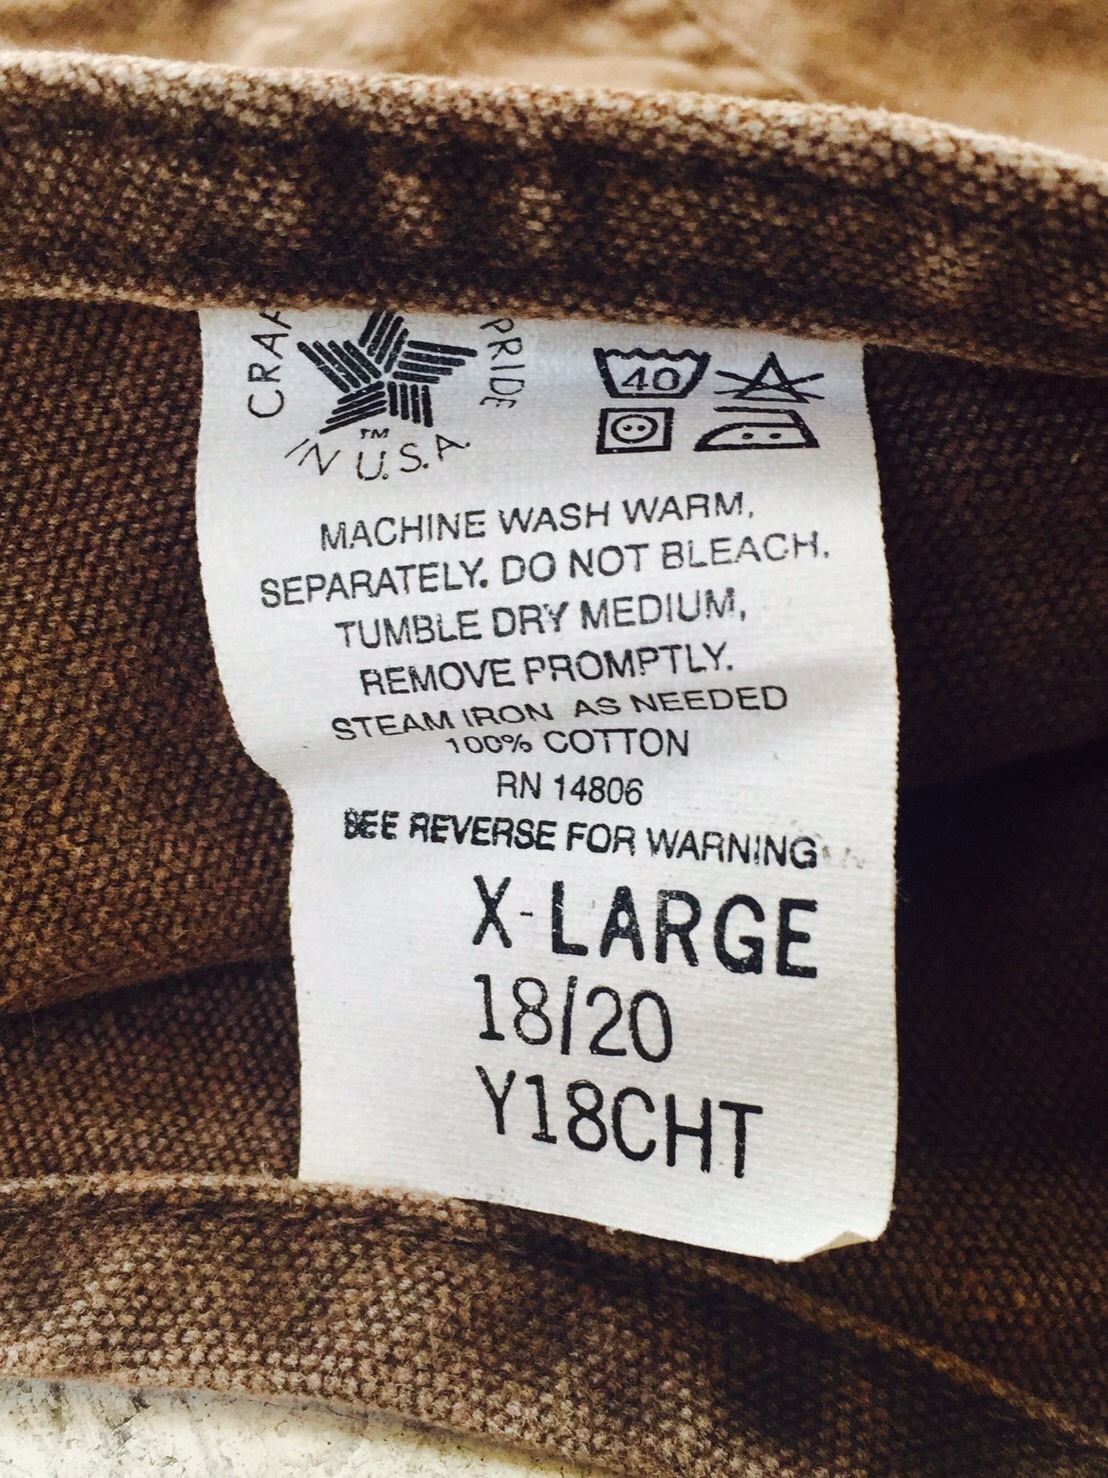 PRIDE
IN U.S.A.
TM
40
MACHINE WASH WARM,
SEPARATELY. DO NOT BLEACH.
TUMBLE DRY MEDIUM,
REMOVE PROMPTLY.
STEAM IRON AS NEEDED
100% COTTON
RN 14806
SEE REVERSE FOR WARNING
X-LARGE
18/20
Y18CHT